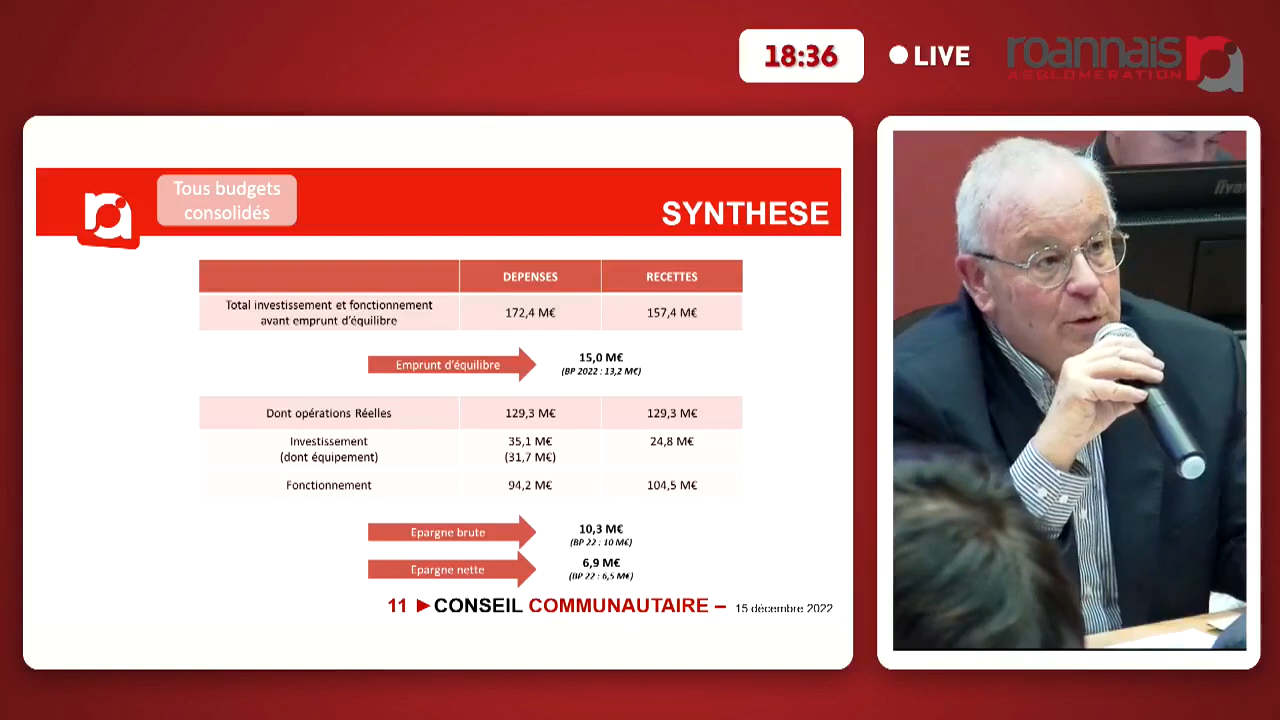 18:36
LIVE
roannais
AGGLOMERATION
Tous budgets
consolidés
SYNTHESE
DEPENSES RECETTES
Total investissement et fonctionnement
avant emprunt d'équilibre
172,4 M€ 157,4 M€
Emprunt d'équilibre
15,0 M€
(BP 2022 : 13,2 M€)
Dont opérations Réelles 129,3 M€ 129,3 M€
Investissement 35,1 M€ 24,8 M€
(dont équipement) (31,7 M€)
Fonctionnement 94,2 M€ 104,5 M€
Epargne brute
10,3 M€
(BP 22 : 10 M€)
Epargne nette
6,9 M€
(BP 22 : 6,5 M€)
11 ►CONSEIL COMMUNAUTAIRE – 15 décembre 2022